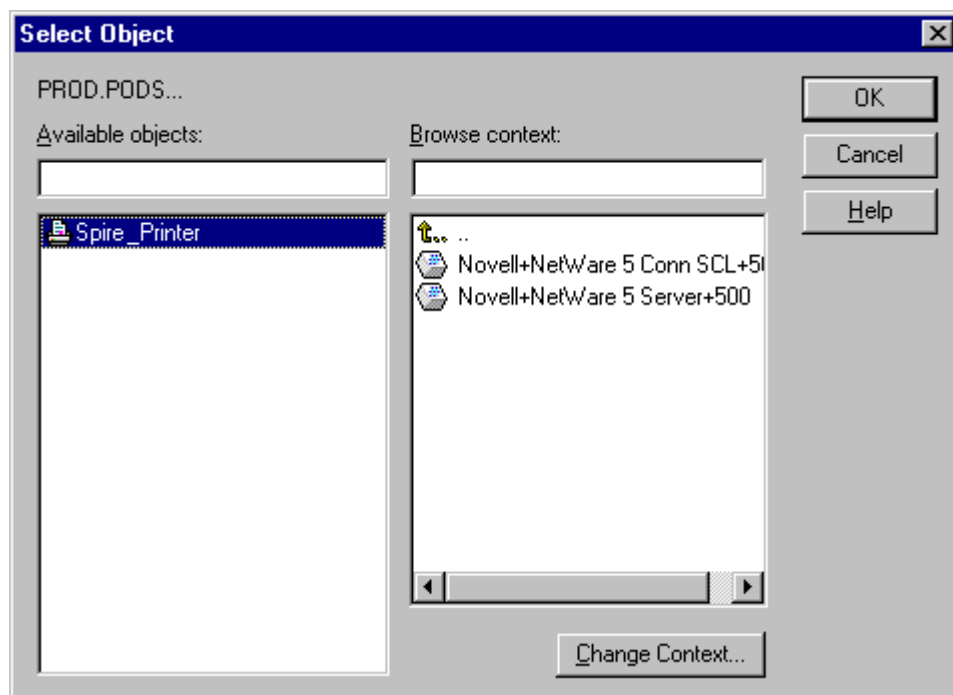 Select Object
PROD.PODS...
Available objects:
Browse context:
OK
Cancel
Help
Spire_Printer
..
Novell+NetWare 5 Conn SCL+50
Novell+NetWare 5 Server+500
Change Context...